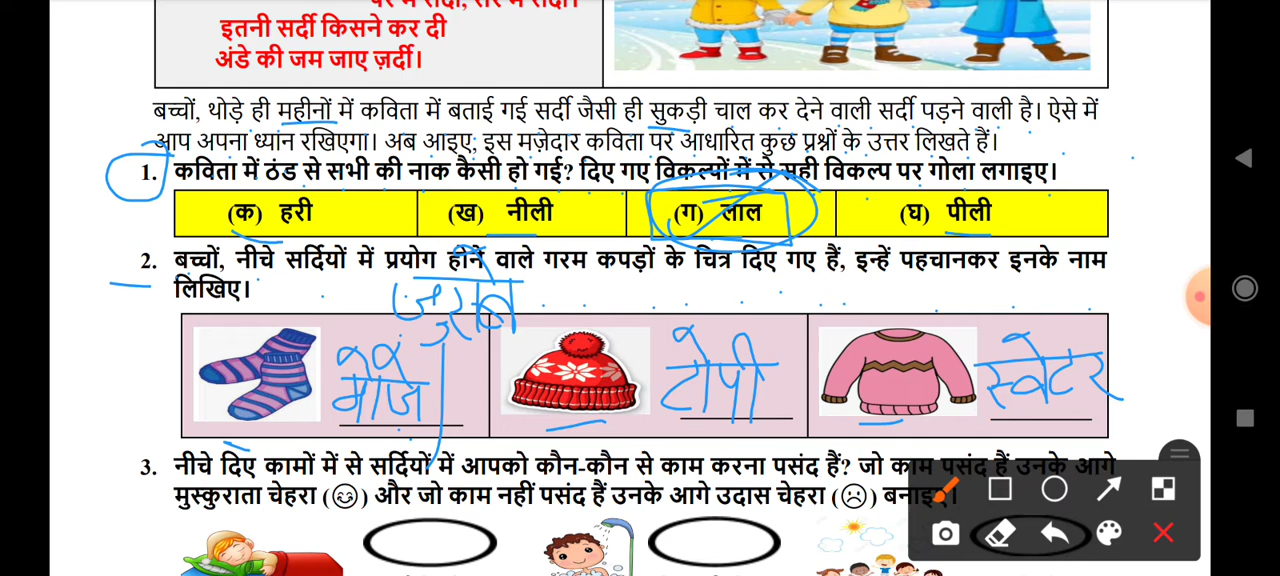 इतनी सर्दी किसने कर दी
अंडे की जम जाए ज़र्दी।
बच्चों, थोड़े ही महीनों में कविता में बताई गई सर्दी जैसी ही सुकड़ी चाल कर देने वाली सर्दी पड़ने वाली है। ऐसे में
आप अपना ध्यान रखिएगा। अब आइए, इस मज़ेदार कविता पर आधारित कुछ प्रश्नों के उत्तर लिखते हैं।
1. कविता में ठंड से सभी की नाक कैसी हो गई? दिए गए विकल्पों में से सही विकल्प पर गोला लगाइए।
(क) हरी (ख) नीली (ग) लाल (घ) पीली
2. बच्चों, नीचे सर्दियों में प्रयोग होने वाले गरम कपड़ों के चित्र दिए गए हैं, इन्हें पहचानकर इनके नाम
लिखिए।
जुराब
मोजे टोपी स्वेटर
3. नीचे दिए कामों में से सर्दियों में आपको कौन-कौन से काम करना पसंद हैं? जो काम पसंद हैं उनके आगे
मुस्कुराता चेहरा (😊) और जो काम नहीं पसंद हैं उनके आगे उदास चेहरा (☹) बनाइए।